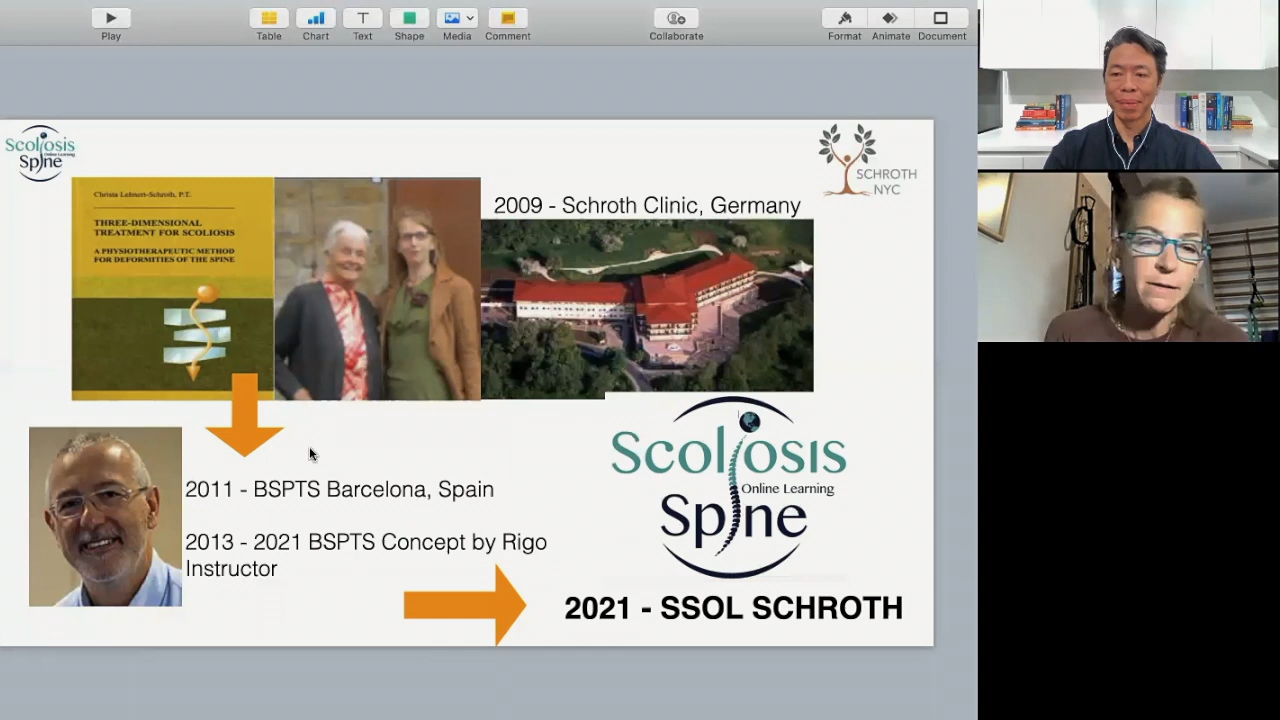 Play
Table
Chart
Text
Shape
Media
Comment
Collaborate
Format
Animate
Document
Scoliosis
Online Learning
Spine
SCHROTH
NYC
Christa Lehnert-Schroth, P.T.
THREE-DIMENSIONAL
TREATMENT FOR SCOLIOSIS
A PHYSIOTHERAPEUTIC METHOD
FOR DEFORMITIES OF THE SPINE
2009 - Schroth Clinic, Germany
2011 - BSPTS Barcelona, Spain
2013 - 2021 BSPTS Concept by Rigo
Instructor
Scoliosis
Online Learning
Spine
2021 - SSOL SCHROTH